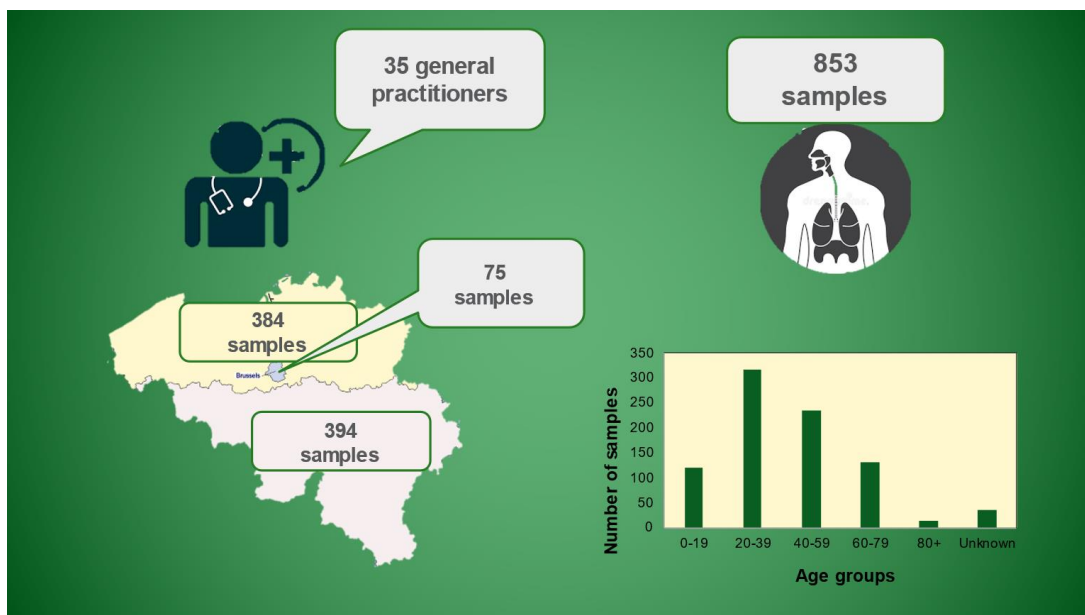 35 general
practitioners
853
samples
75
samples
384
samples
Brussels
394
samples
Number of samples
350
300
250
200
150
100
50
0
0-19
20-39
40-59
60-79
80+
Unknown
Age groups